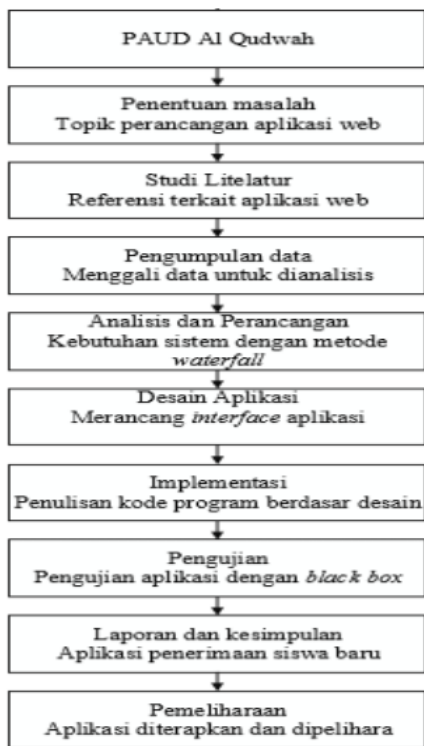 PAUD Al Qudwah
Penentuan masalah
Topik perancangan aplikasi web
Studi Litelatur
Referensi terkait aplikasi web
Pengumpulan data
Menggali data untuk dianalisis
Analisis dan Perancangan
Kebutuhan sistem dengan metode
waterfall
Desain Aplikasi
Merancang interface aplikasi
Implementasi
Penulisan kode program berdasar desain
Pengujian
Pengujian aplikasi dengan black box
Laporan dan kesimpulan
Aplikasi penerimaan siswa baru
Pemeliharaan
Aplikasi diterapkan dan dipelihara